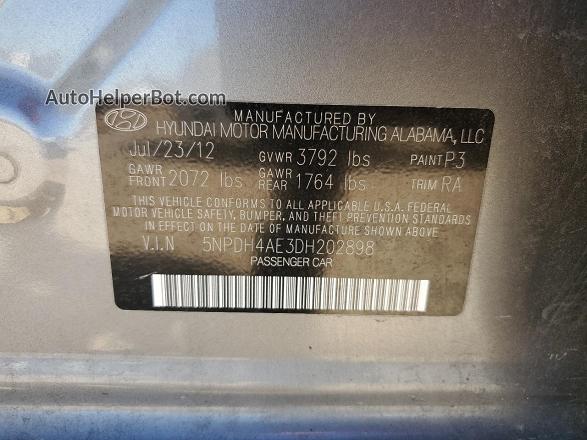 AutoHelperBot.com
MANUFACTURED BY
HYUNDAI MOTOR MANUFACTURING ALABAMA, LLC
Jul/23/12 GVWR 3792 lbs PAINT P3
GAWR FRONT 2072 lbs GAWR REAR 1764 lbs TRIM RA
THIS VEHICLE CONFORMS TO ALL APPLICABLE U.S.A. FEDERAL
MOTOR VEHICLE SAFETY, BUMPER, AND THEFT PREVENTION STANDARDS
IN EFFECT ON THE DATE OF MANUFACTURE SHOWN ABOVE
V.I.N 5NPDH4AE3DH202898
PASSENGER CAR